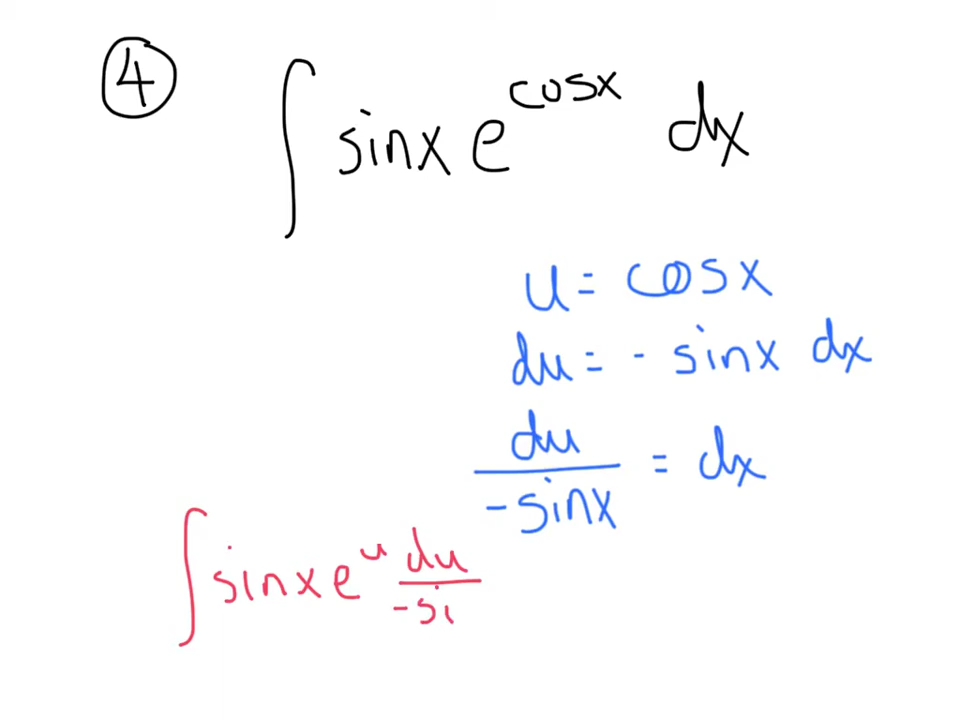 ④ ∫ sinx e^cosx dx
u = cosx
du = - sinx dx
du/-sinx = dx
∫ sinx e^u du/-si